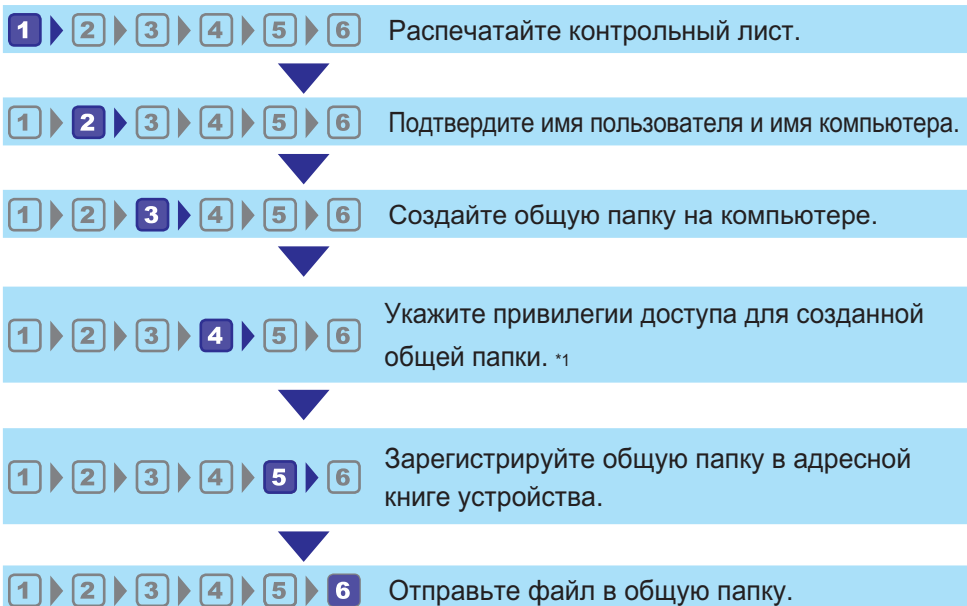 1 2 3 4 5 6 Распечатайте контрольный лист.
1 2 3 4 5 6 Подтвердите имя пользователя и имя компьютера.
1 2 3 4 5 6 Создайте общую папку на компьютере.
1 2 3 4 5 6 Укажите привилегии доступа для созданной
общей папки. *1
1 2 3 4 5 6 Зарегистрируйте общую папку в адресной
книге устройства.
1 2 3 4 5 6 Отправьте файл в общую папку.